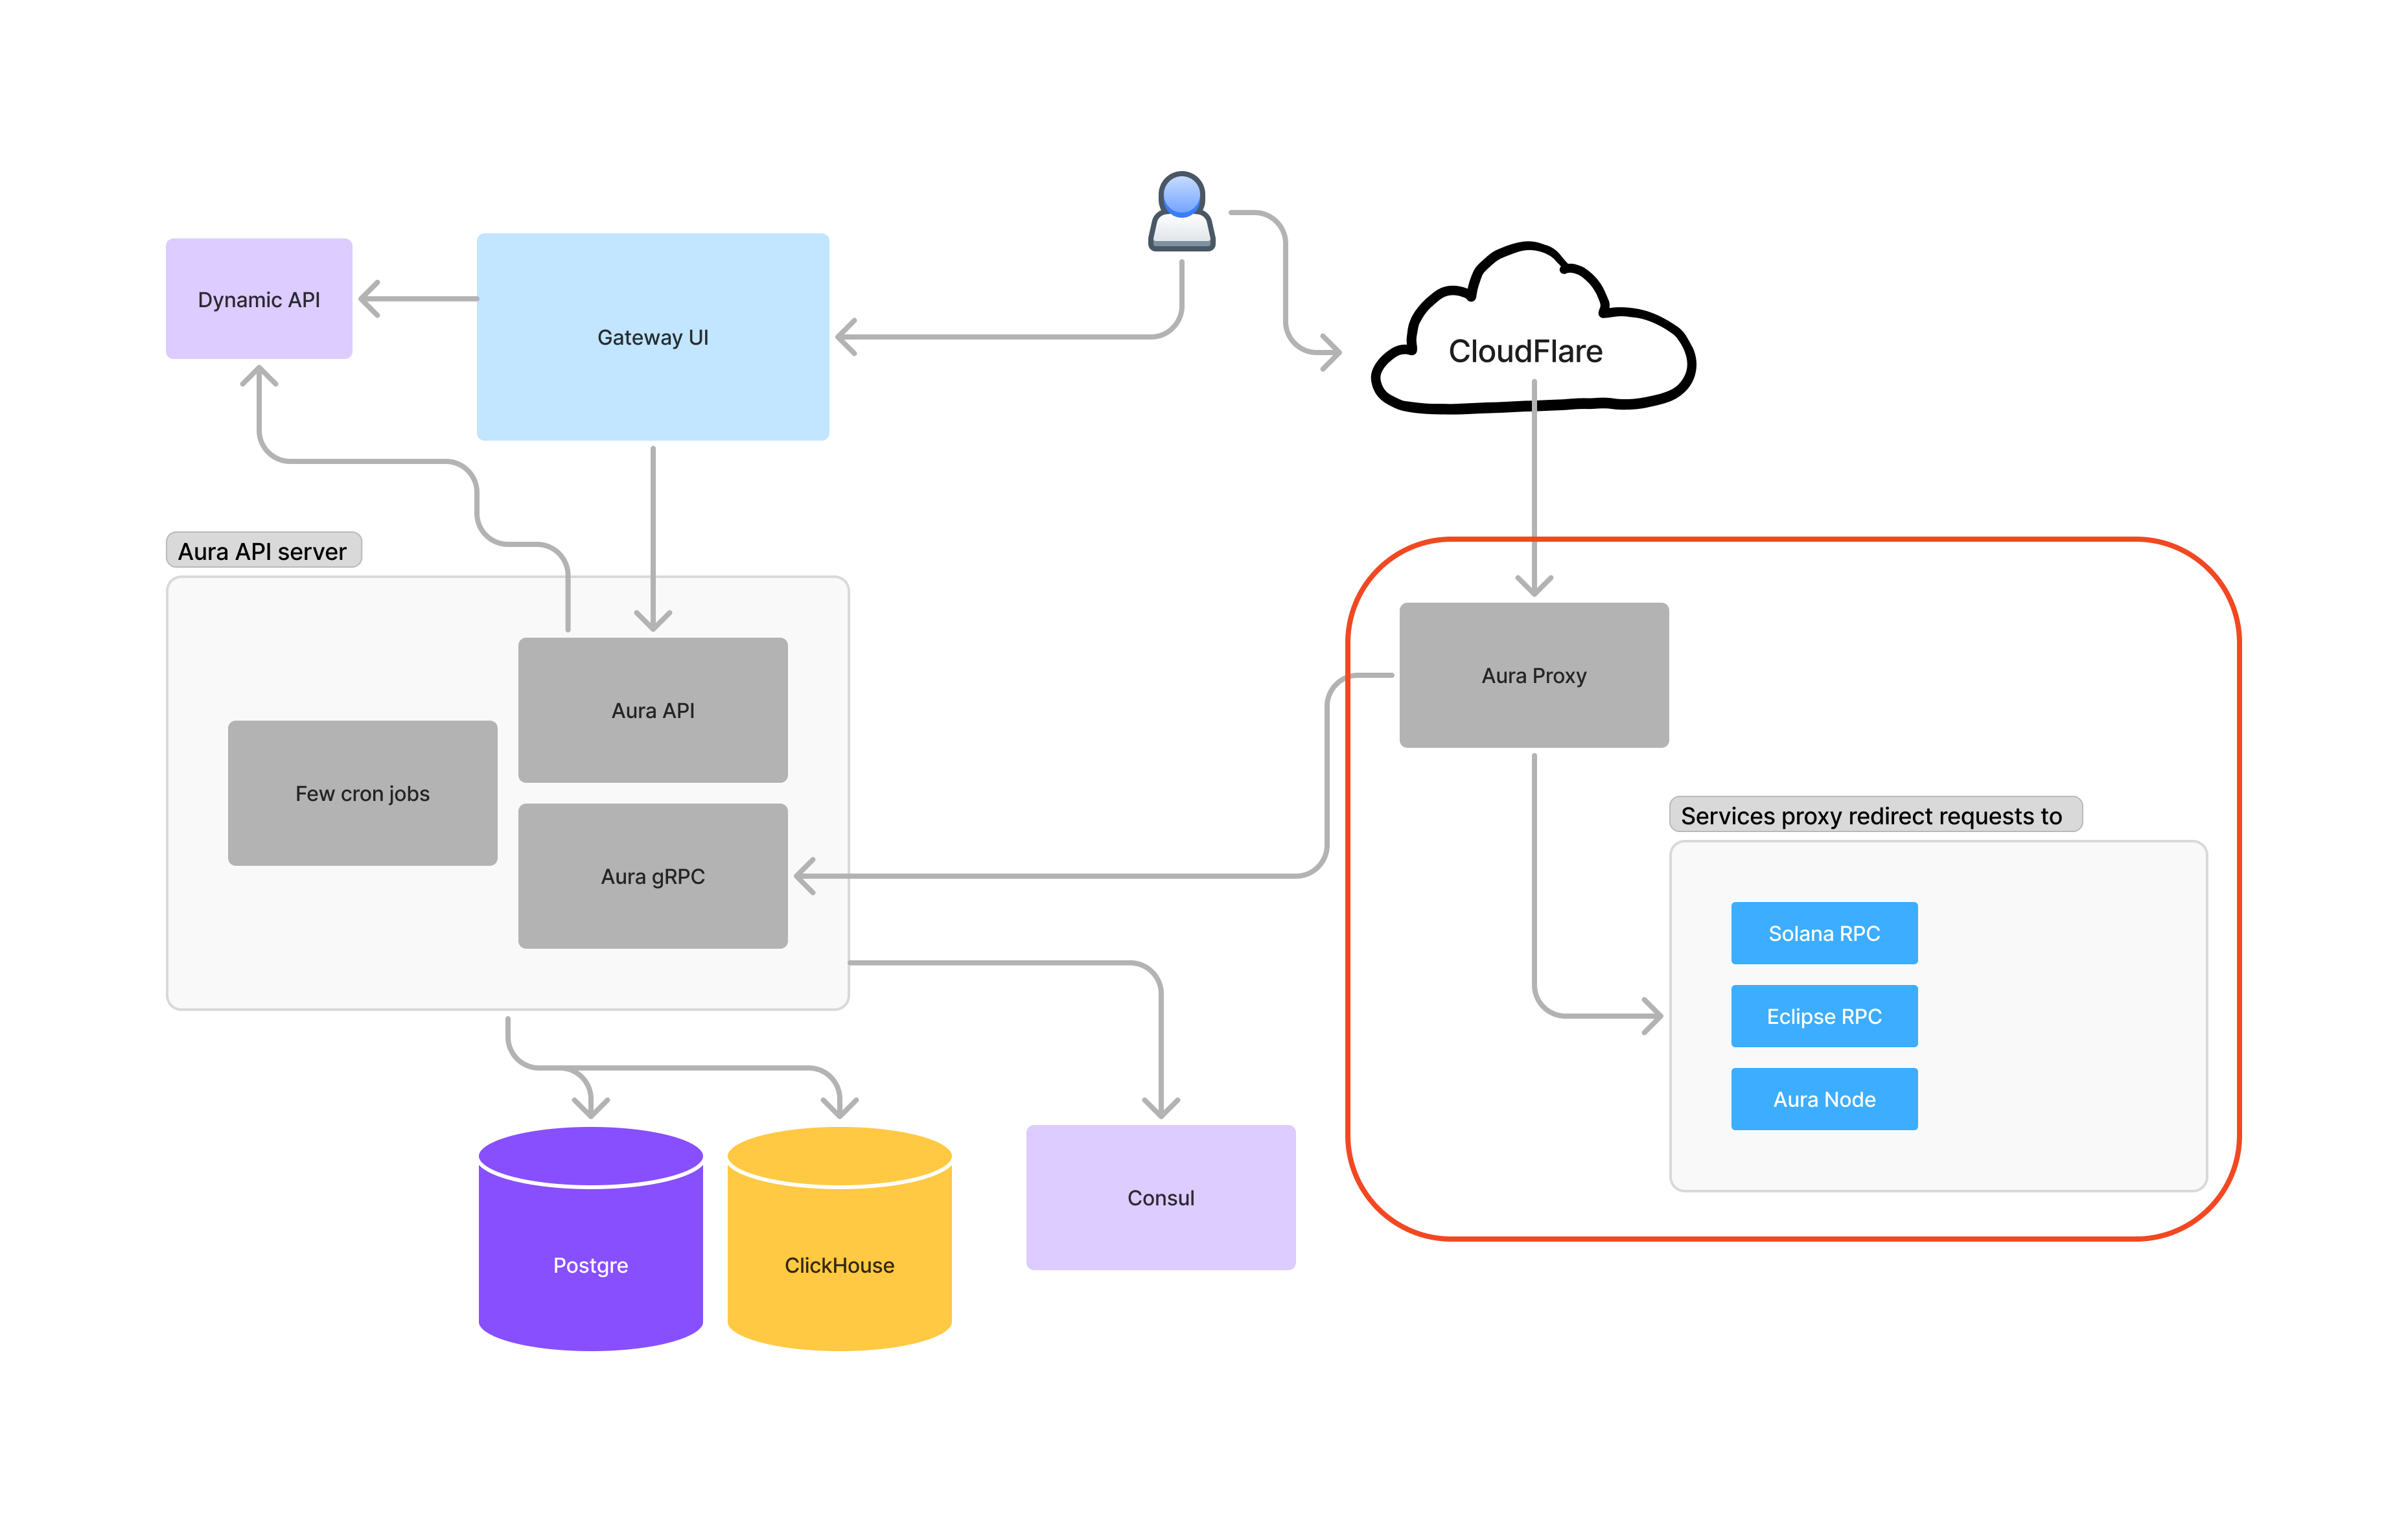 Dynamic API
Gateway UI
CloudFlare
Aura API server
Aura API
Few cron jobs
Aura gRPC
Aura Proxy
Services proxy redirect requests to
Solana RPC
Eclipse RPC
Aura Node
Postgre
ClickHouse
Consul